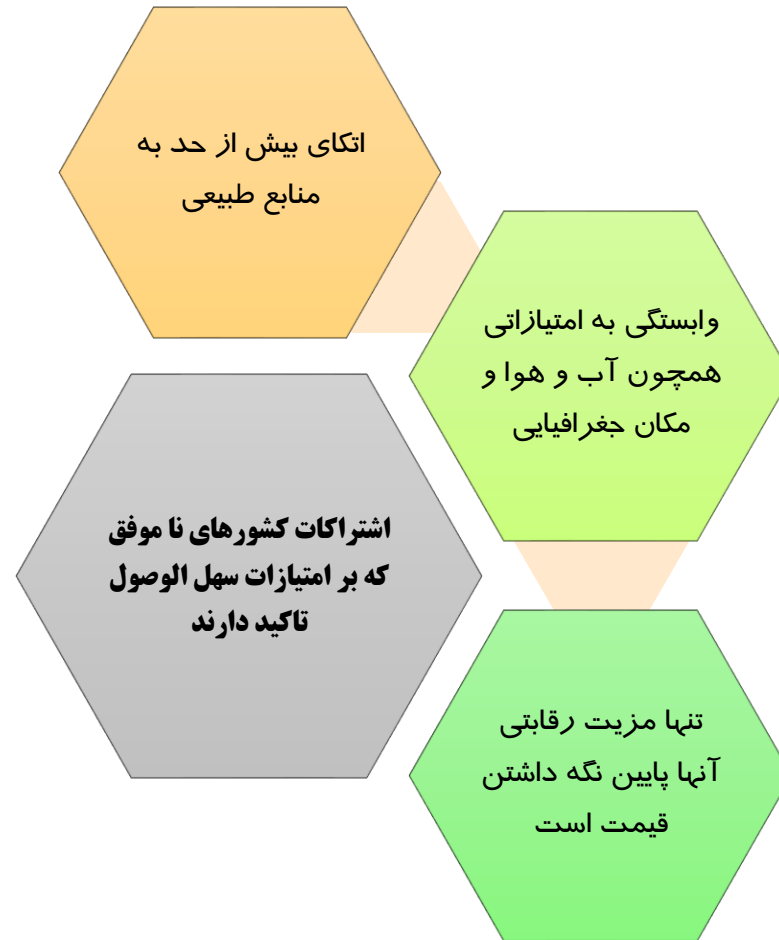 اتکای بیش از حد به
منابع طبیعی
وابستگی به امتیازاتی
همچون آب و هوا و
مکان جغرافیایی
اشتراکات کشورهای نا موفق
که بر امتیازات سهل الوصول
تاکید دارند
تنها مزیت رقابتی
آنها پایین نگه داشتن
قیمت است